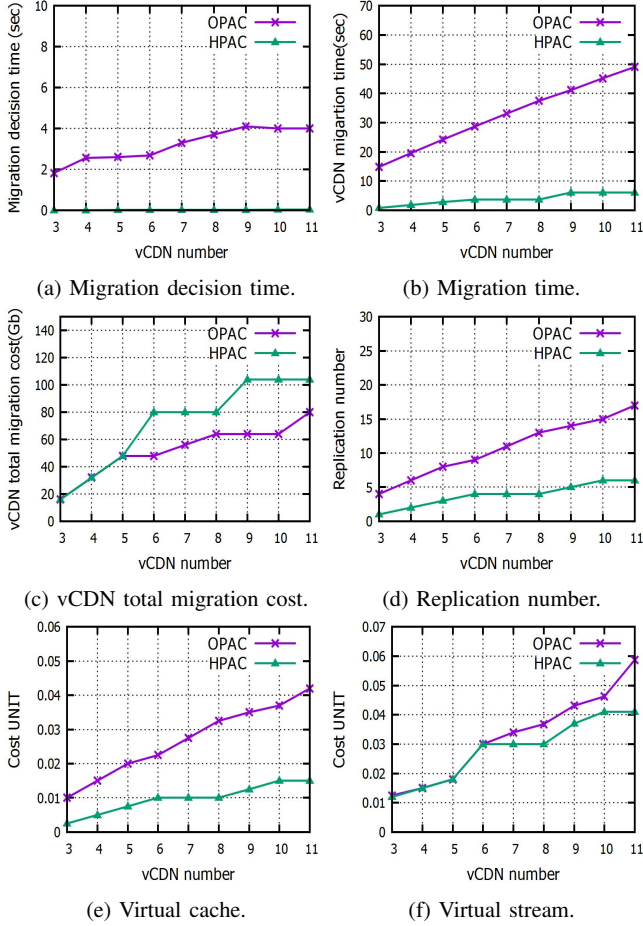 10
8
6
4
2
0
Migration decision time (sec)
OPAC
HPAC
3 4 5 6 7 8 9 10 11
vCDN number
(a) Migration decision time.
70
60
50
40
30
20
10
0
vCDN migartion time(sec)
OPAC
HPAC
3 4 5 6 7 8 9 10 11
vCDN number
(b) Migration time.
140
120
100
80
60
40
20
0
vCDN total migration cost(Gb)
OPAC
HPAC
3 4 5 6 7 8 9 10 11
vCDN number
(c) vCDN total migration cost.
30
25
20
15
10
5
0
Replication number
OPAC
HPAC
3 4 5 6 7 8 9 10 11
vCDN number
(d) Replication number.
0.06
0.05
0.04
0.03
0.02
0.01
0
Cost UNIT
OPAC
HPAC
3 4 5 6 7 8 9 10 11
vCDN number
(e) Virtual cache.
0.07
0.06
0.05
0.04
0.03
0.02
0.01
0
Cost UNIT
OPAC
HPAC
3 4 5 6 7 8 9 10 11
vCDN number
(f) Virtual stream.